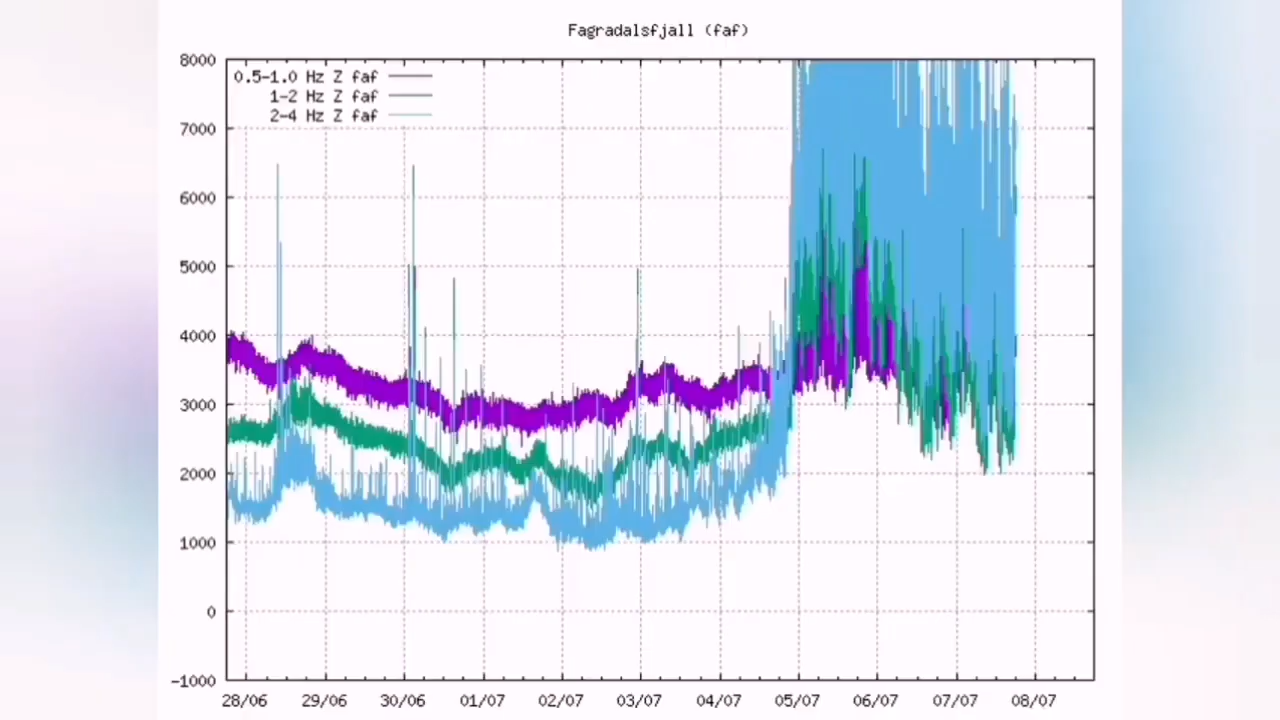 Fagradalsfjall (faf)
8000
7000
6000
5000
4000
3000
2000
1000
0
-1000
0.5-1.0 Hz Z faf
1-2 Hz Z faf
2-4 Hz Z faf
28/06 29/06 30/06 01/07 02/07 03/07 04/07 05/07 06/07 07/07 08/07